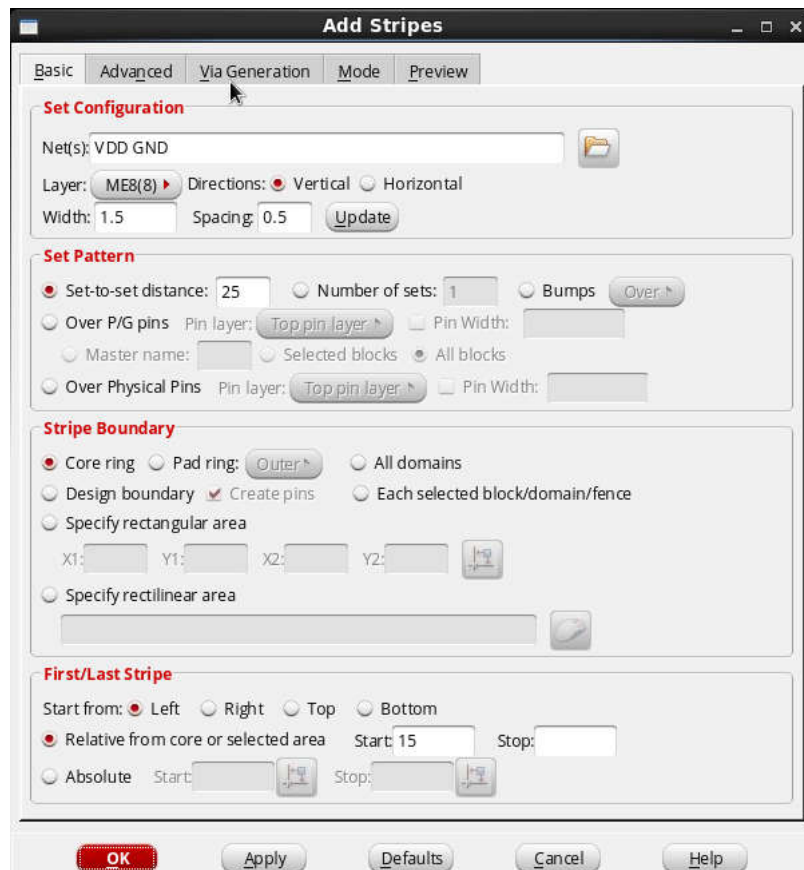 Add Stripes
Basic Advanced Via Generation Mode Preview
Set Configuration
Net(s): VDD GND
Layer: ME8(8) Directions: Vertical Horizontal
Width: 1.5 Spacing: 0.5 Update
Set Pattern
Set-to-set distance: 25 Number of sets: 1 Bumps Over
Over P/G pins Pin layer: Top pin layer Pin Width:
Master name: Selected blocks All blocks
Over Physical Pins Pin layer: Top pin layer Pin Width:
Stripe Boundary
Core ring Pad ring: Outer All domains
Design boundary Create pins Each selected block/domain/fence
Specify rectangular area
X1: Y1: X2: Y2:
Specify rectilinear area
First/Last Stripe
Start from: Left Right Top Bottom
Relative from core or selected area Start: 15 Stop:
Absolute Start: Stop:
OK Apply Defaults Cancel Help